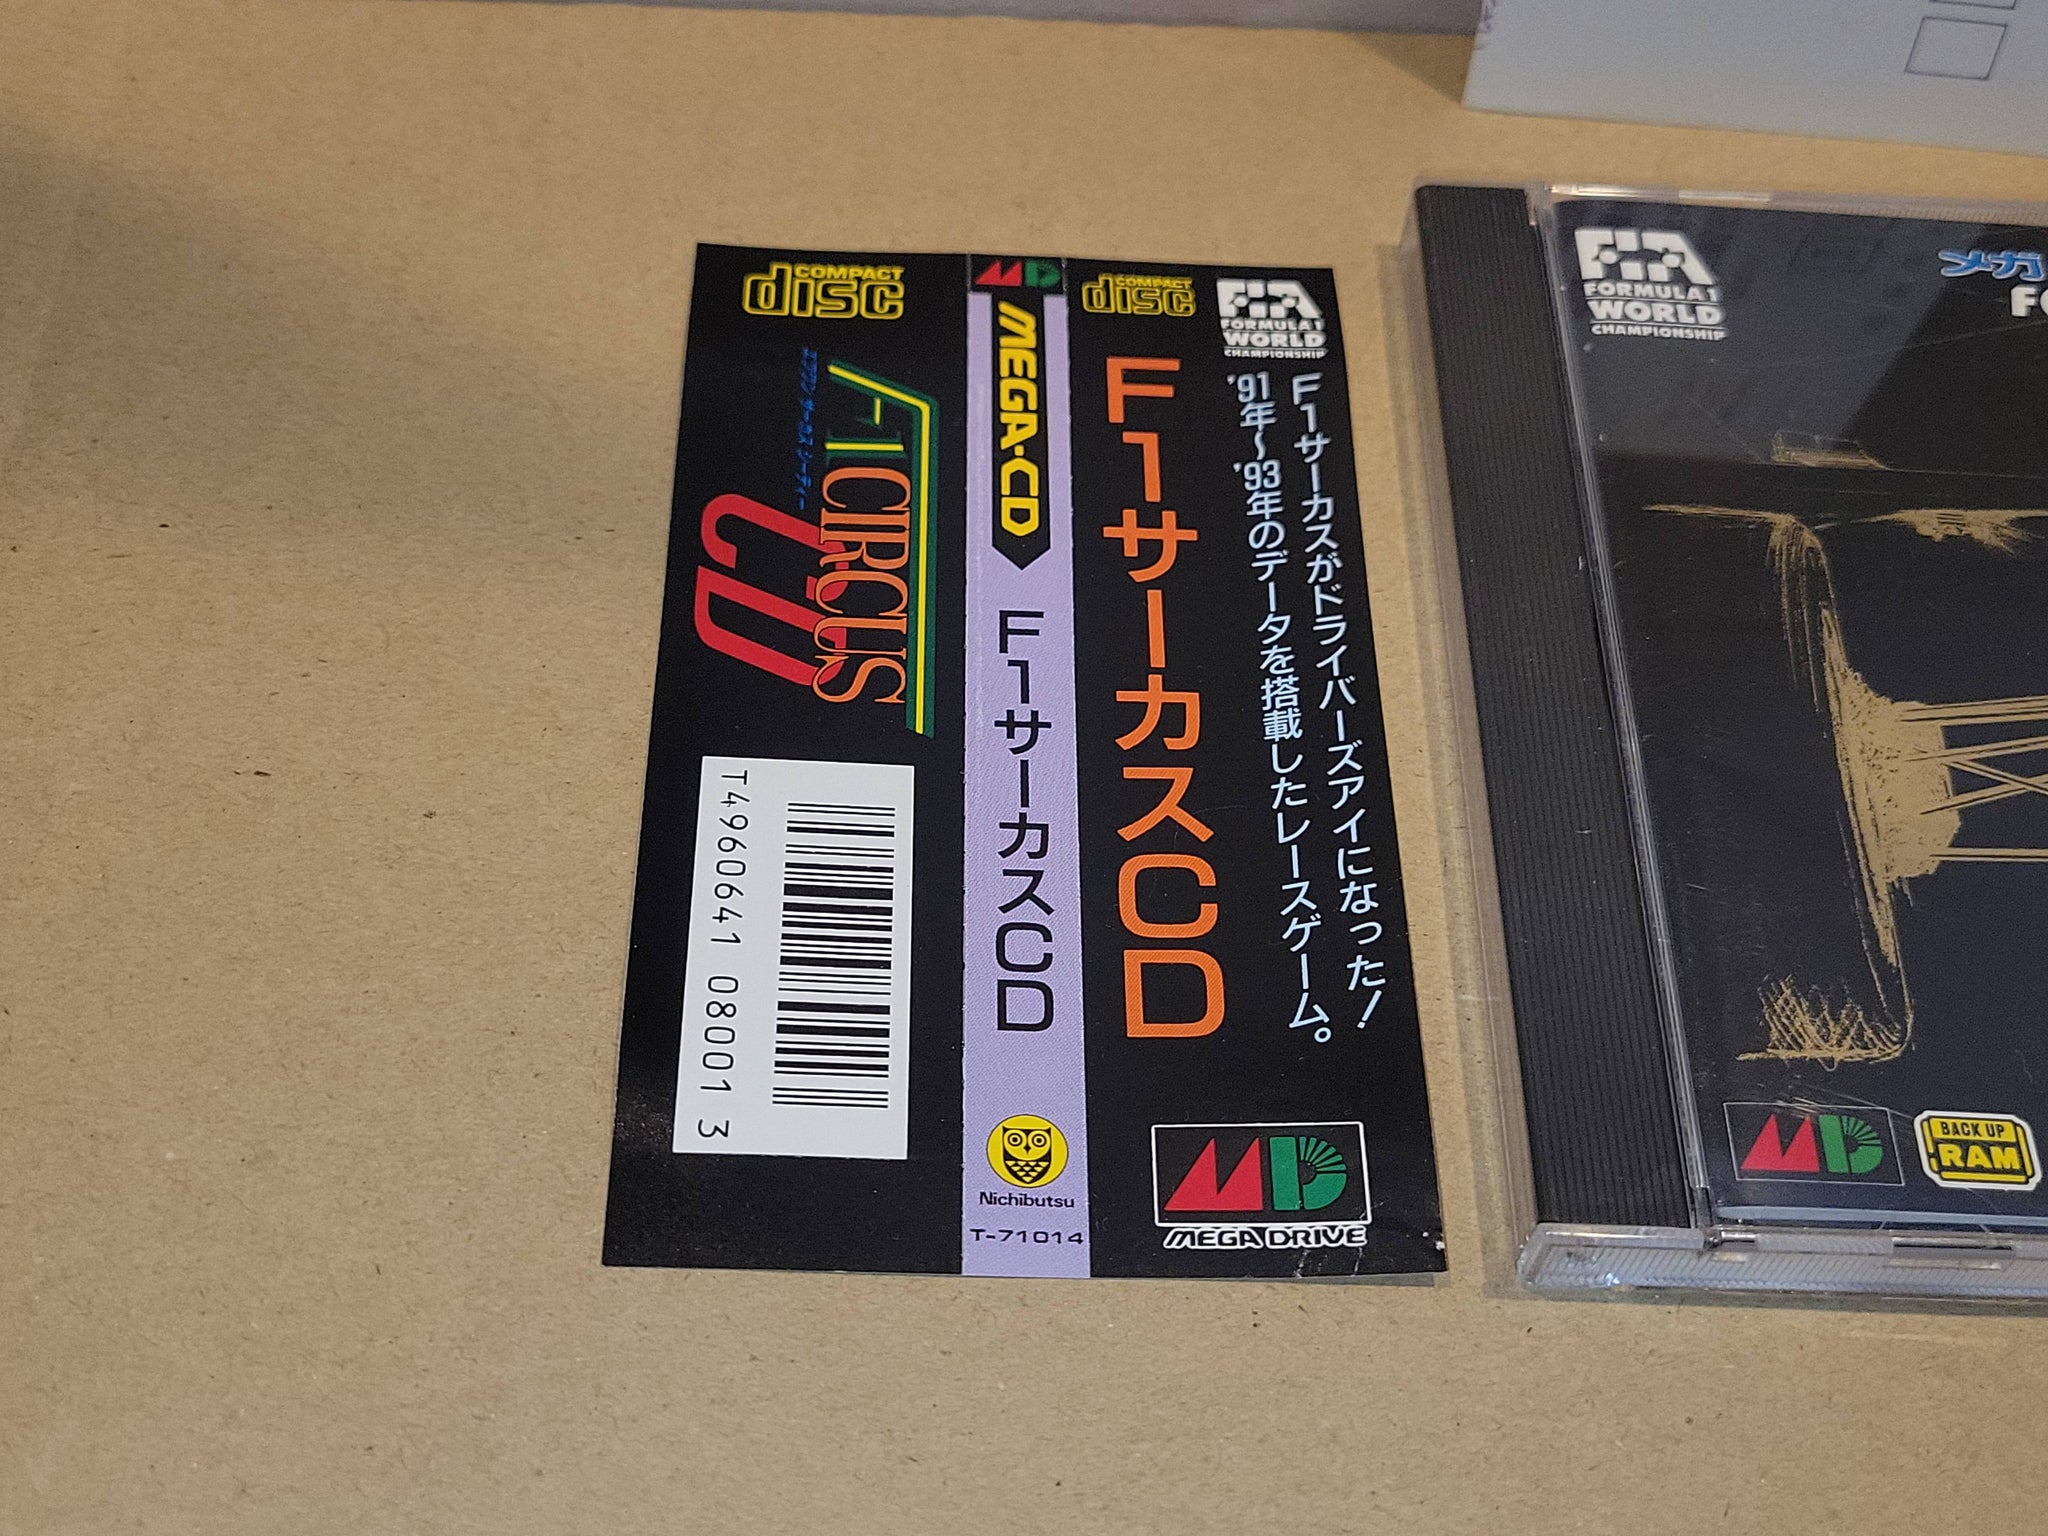 COMPACT
disc
エフワン・サーカス・シーディー
F1 CIRCUS
CD
T4960641 080013
MD
MEGA-CD
F1サーカスCD
Nichibutsu
T-71014
COMPACT
disc
FIA
FORMULA 1
WORLD
CHAMPIONSHIP
F1サーカスがドライバーズアイになった!
'91年〜'93年のデータを搭載したレースゲーム。
F1サーカスCD
MD
MEGA DRIVE
FIA
FORMULA 1
WORLD
CHAMPIONSHIP
メガ
FO
MD
BACK UP
RAM